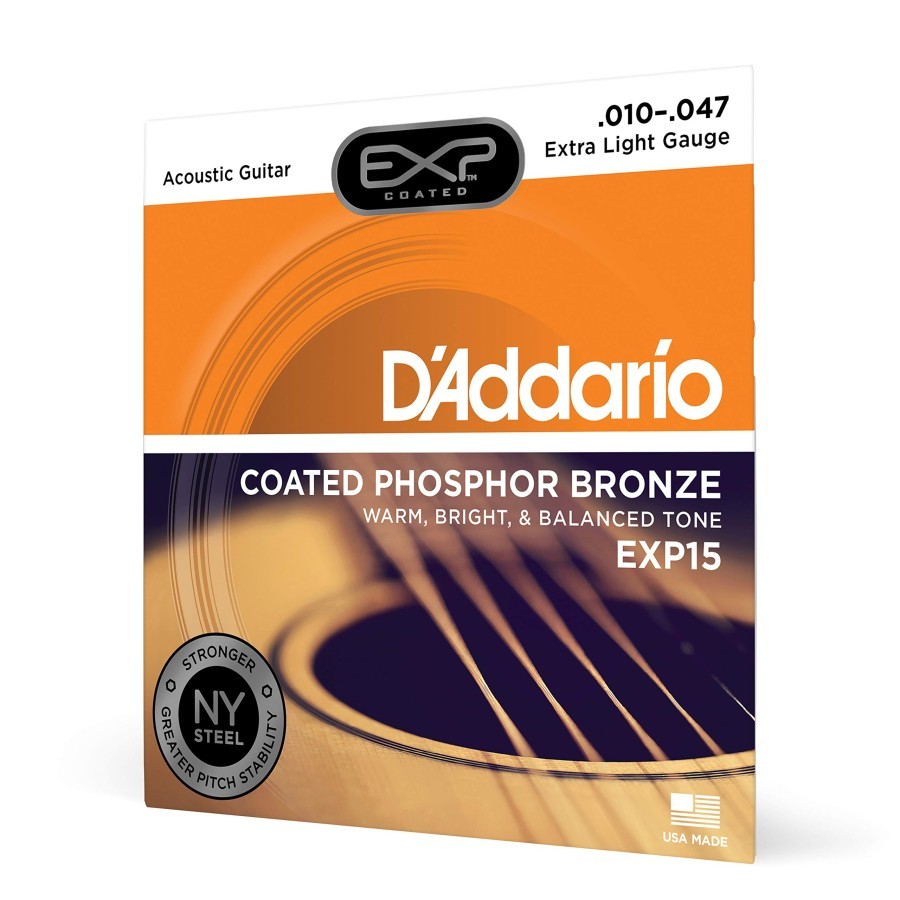 .010–.047
Extra Light Gauge
Acoustic Guitar
EXP™
COATED
D'Addario
COATED PHOSPHOR BRONZE
WARM, BRIGHT, & BALANCED TONE
EXP15
STRONGER
NY
STEEL
GREATER PITCH STABILITY
USA MADE